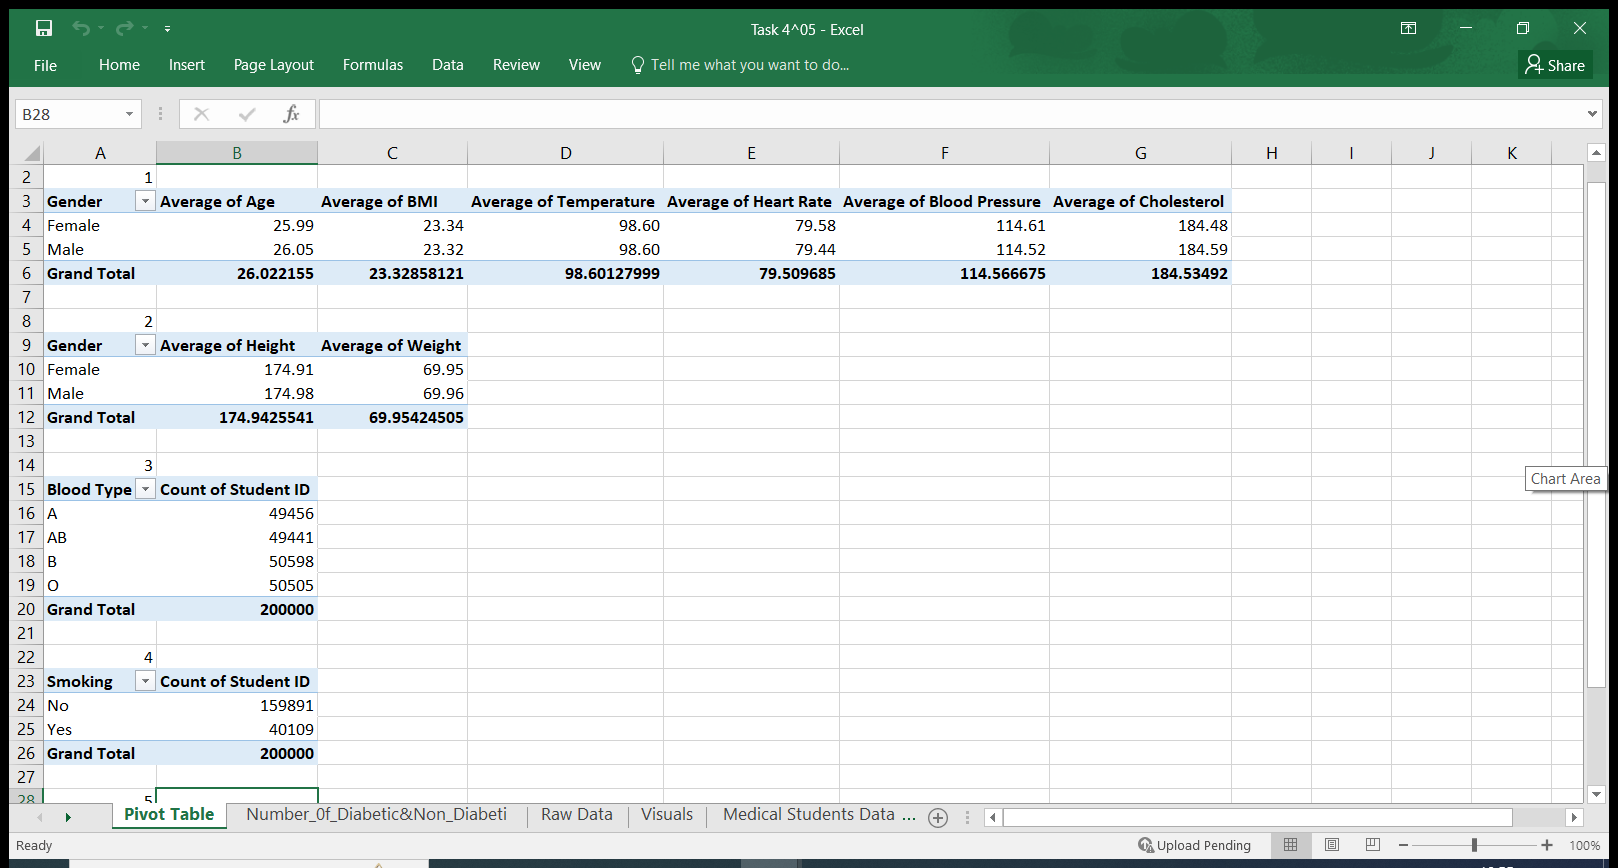 Task 4^05 - Excel
File Home Insert Page Layout Formulas Data Review View Tell me what you want to do... Share
B28 fx
A B C D E F G H I J K
2 1
3 Gender Average of Age Average of BMI Average of Temperature Average of Heart Rate Average of Blood Pressure Average of Cholesterol
4 Female 25.99 23.34 98.60 79.58 114.61 184.48
5 Male 26.05 23.32 98.60 79.44 114.52 184.59
6 Grand Total 26.022155 23.32858121 98.60127999 79.509685 114.566675 184.53492
7
8 2
9 Gender Average of Height Average of Weight
10 Female 174.91 69.95
11 Male 174.98 69.96
12 Grand Total 174.9425541 69.95424505
13
14 3
15 Blood Type Count of Student ID
Chart Area
16 A 49456
17 AB 49441
18 B 50598
19 O 50505
20 Grand Total 200000
21
22 4
23 Smoking Count of Student ID
24 No 159891
25 Yes 40109
26 Grand Total 200000
27
28 5
Pivot Table Number_0f_Diabetic&Non_Diabeti Raw Data Visuals Medical Students Data ...
Ready Upload Pending 100%